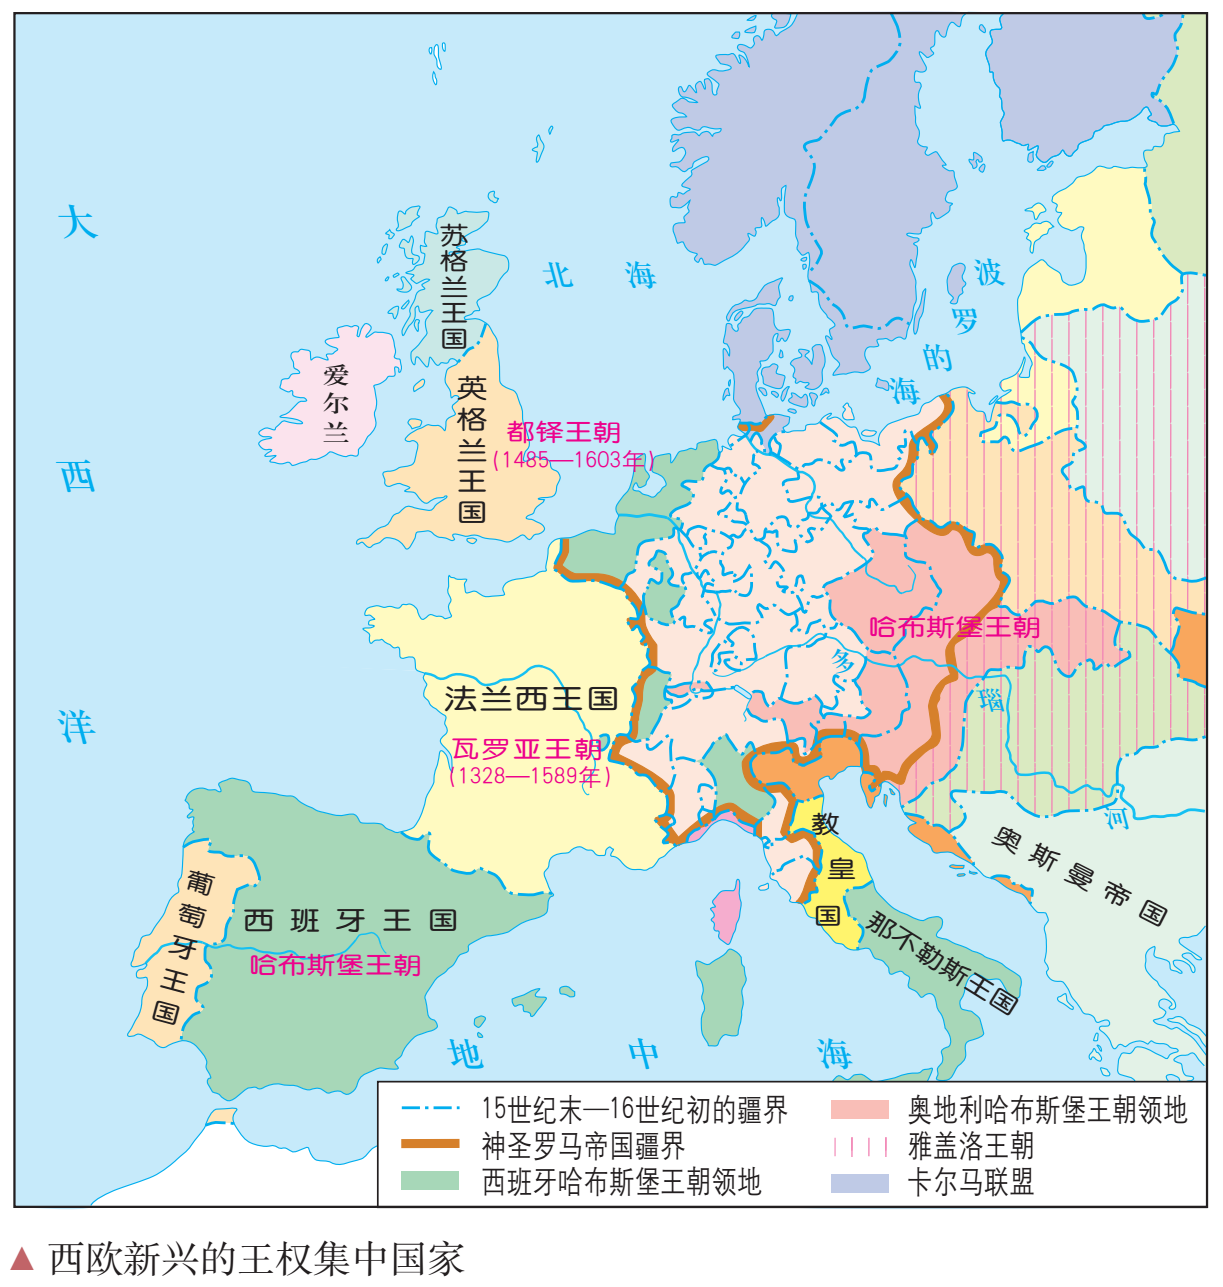 大
西
洋
北海
波
罗
的
海
苏格兰王国
爱尔兰
英格兰王国
都铎王朝
(1485—1603年)
哈布斯堡王朝
多
瑙
河
法兰西王国
瓦罗亚王朝
(1328—1589年)
教皇国
奥斯曼帝国
葡萄牙王国
西班牙王国
哈布斯堡王朝
那不勒斯王国
地中海
15世纪末—16世纪初的疆界
神圣罗马帝国疆界
西班牙哈布斯堡王朝领地
奥地利哈布斯堡王朝领地
雅盖洛王朝
卡尔马联盟
▲西欧新兴的王权集中国家